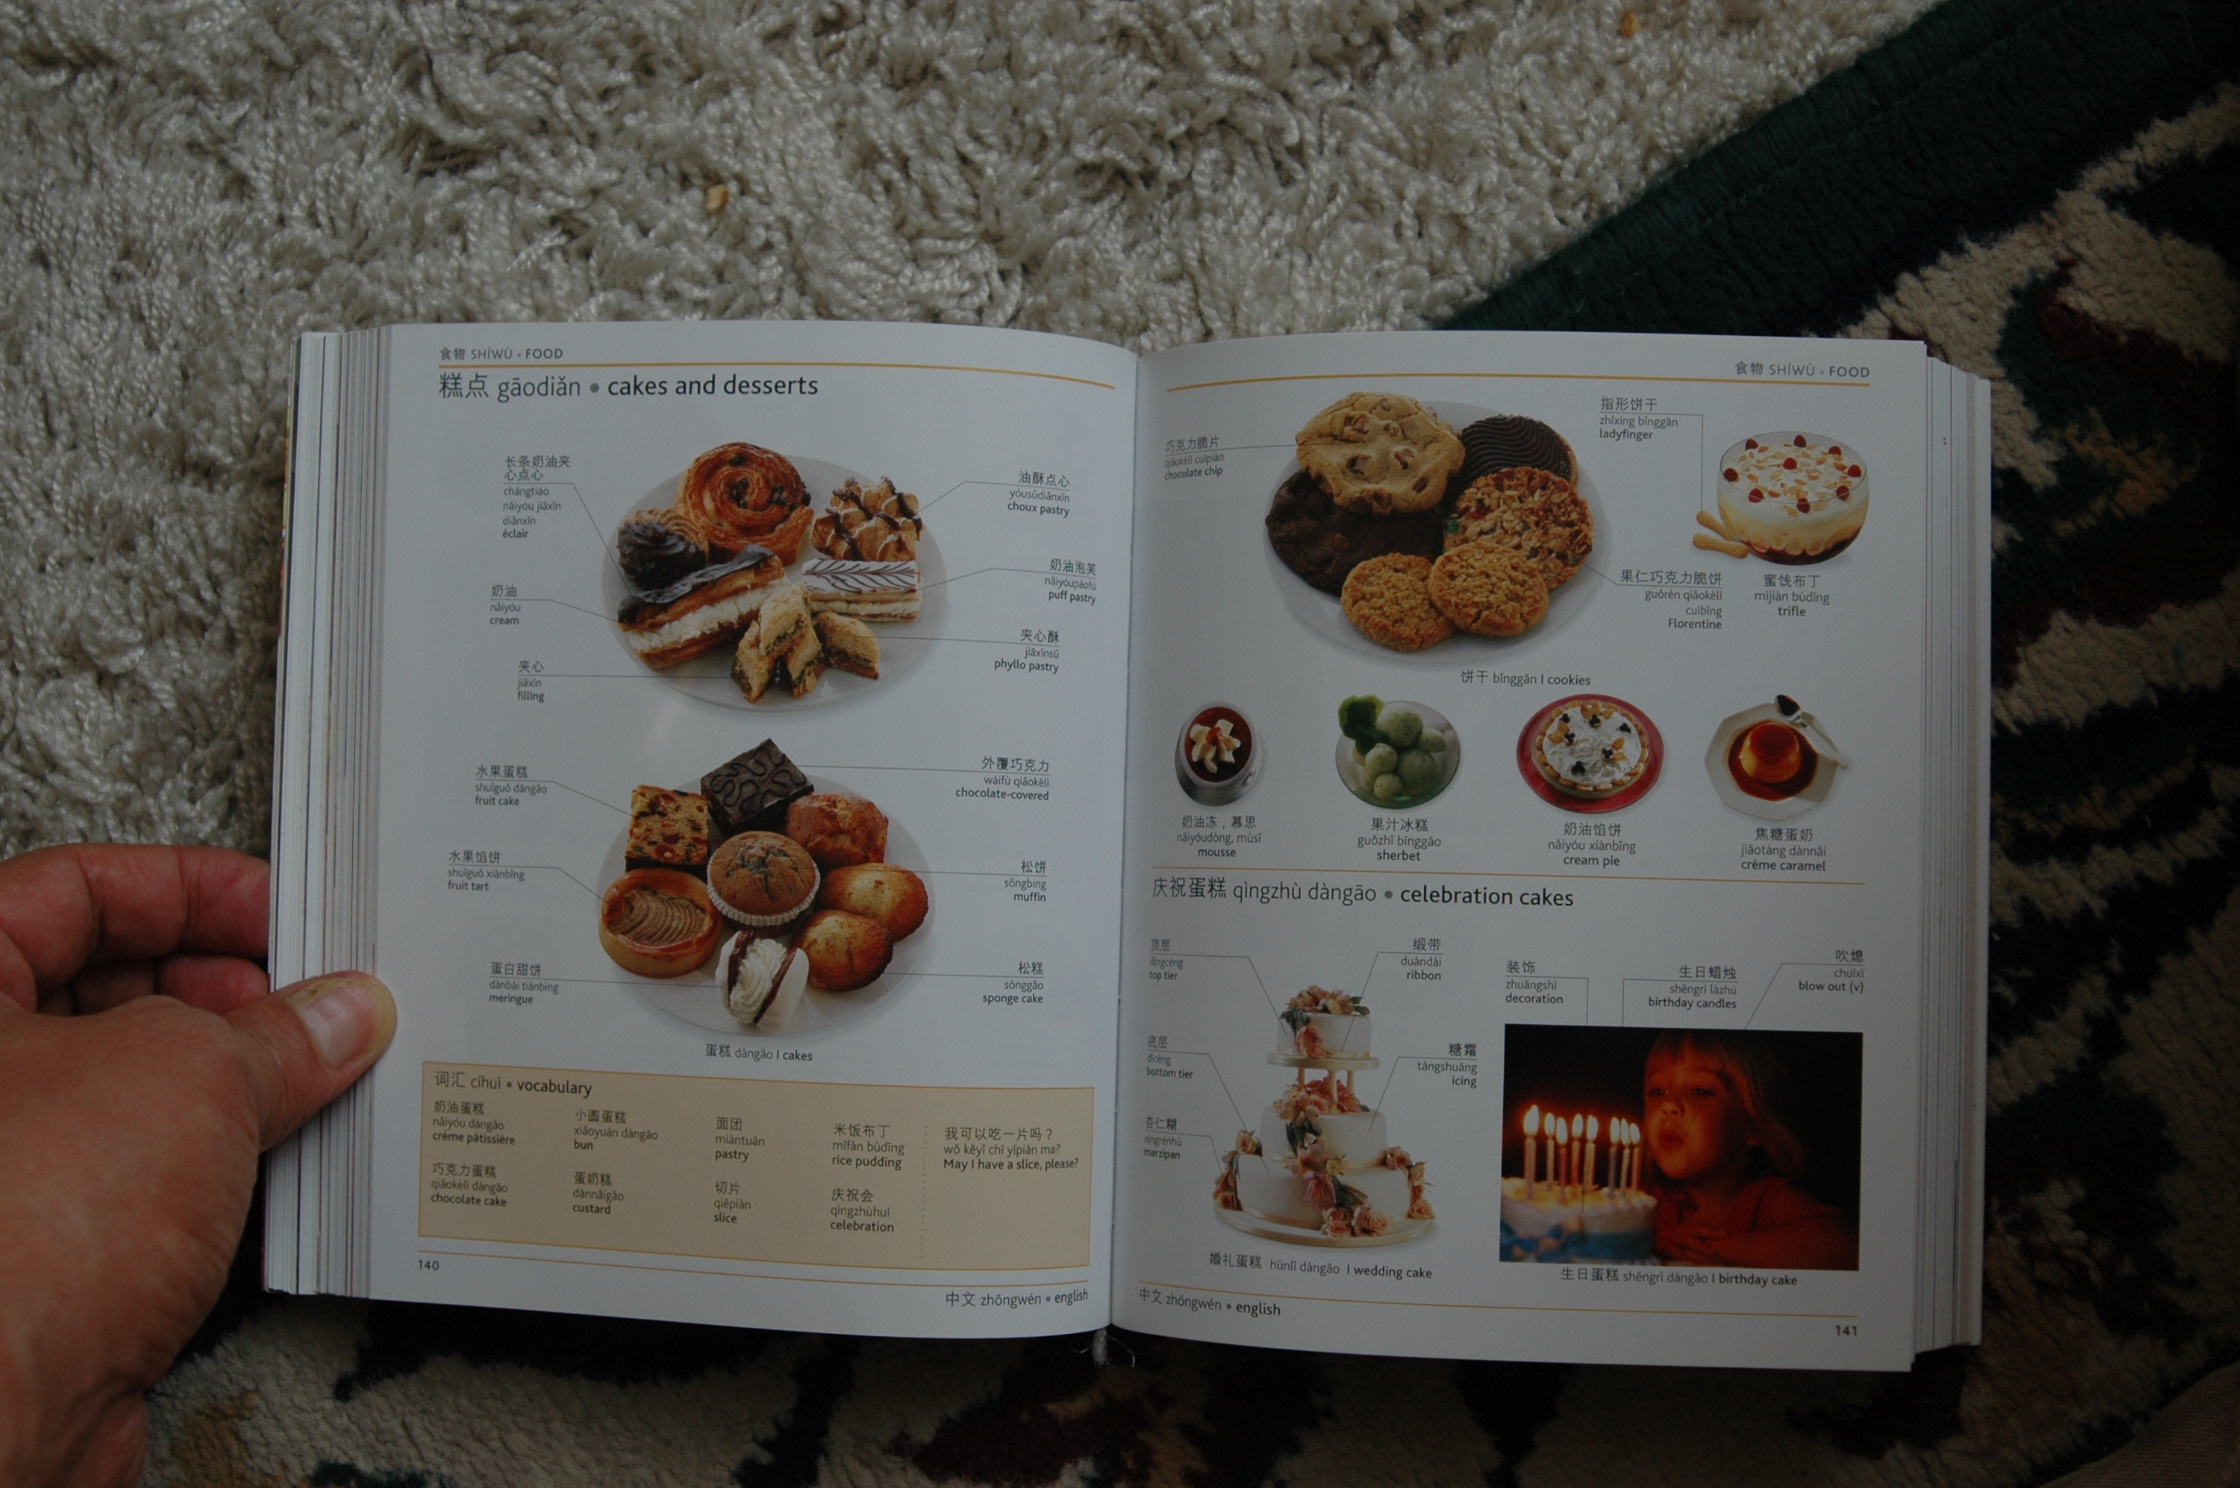 食物 SHÍWÙ • FOOD
糕点 gāodiǎn • cakes and desserts
油酥点心
yóusūdiǎnxīn
choux pastry
奶油泡芙
nǎiyóupàofú
puff pastry
夹心酥
jiāxīnsū
phyllo pastry
长条奶油夹
心点心
chángtiáo
nǎiyóu jiāxīn
diǎnxīn
éclair
奶油
nǎiyóu
cream
夹心
jiāxīn
filling
外覆巧克力
wàifù qiǎokèlì
chocolate-covered
松饼
sōngbǐng
muffin
松糕
sōnggāo
sponge cake
水果蛋糕
shuǐguǒ dàngāo
fruit cake
水果馅饼
shuǐguǒ xiànbǐng
fruit tart
蛋白甜饼
dànbái tiánbǐng
meringue
蛋糕 dàngāo | cakes
词汇 cíhuì • vocabulary
奶油蛋糕
nǎiyóu dàngāo
crème pâtissière
小圆蛋糕
xiǎoyuán dàngāo
bun
面团
miàntuán
pastry
米饭布丁
mǐfàn bùdīng
rice pudding
我可以吃一片吗？
wǒ kěyǐ chī yīpiàn ma?
May I have a slice, please?
巧克力蛋糕
qiǎokèlì dàngāo
chocolate cake
蛋奶糕
dànnǎigāo
custard
切片
qiēpiàn
slice
庆祝会
qìngzhùhuì
celebration
140
中文 zhōngwén • english
食物 SHÍWÙ • FOOD
巧克力脆片
qiǎokèlì cuìpiàn
chocolate chip
指形饼干
zhǐxíng bǐnggān
ladyfinger
果仁巧克力脆饼
guǒrén qiǎokèlì
cuìbǐng
Florentine
蜜饯布丁
mìjiàn bùdīng
trifle
饼干 bǐnggān | cookies
奶油冻，慕思
nǎiyóudòng, mùsī
mousse
果汁冰糕
guǒzhī bīnggāo
sherbet
奶油馅饼
nǎiyóu xiànbǐng
cream pie
焦糖蛋奶
jiāotáng dànnǎi
crème caramel
庆祝蛋糕 qìngzhù dàngāo • celebration cakes
顶层
dǐngcéng
top tier
缎带
duàndài
ribbon
底层
dǐcéng
bottom tier
糖霜
tángshuāng
icing
杏仁糊
xìngrénhú
marzipan
婚礼蛋糕 hūnlǐ dàngāo | wedding cake
装饰
zhuāngshì
decoration
生日蜡烛
shēngrì làzhú
birthday candles
吹熄
chuīxī
blow out (v)
生日蛋糕 shēngrì dàngāo | birthday cake
中文 zhōngwén • english
141